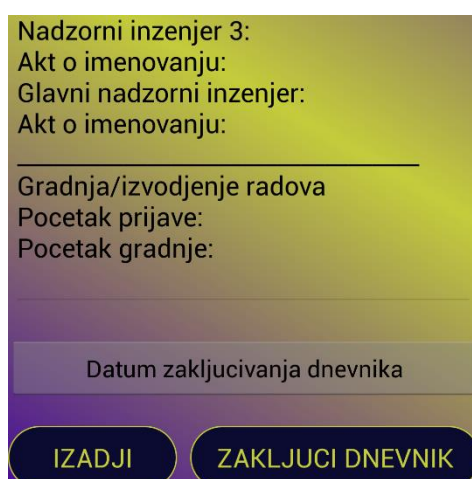 Nadzorni inzenjer 3:
Akt o imenovanju:
Glavni nadzorni inzenjer:
Akt o imenovanju:
Gradnja/izvodjenje radova
Pocetak prijave:
Pocetak gradnje:
Datum zakljucivanja dnevnika
IZADJI
ZAKLJUCI DNEVNIK